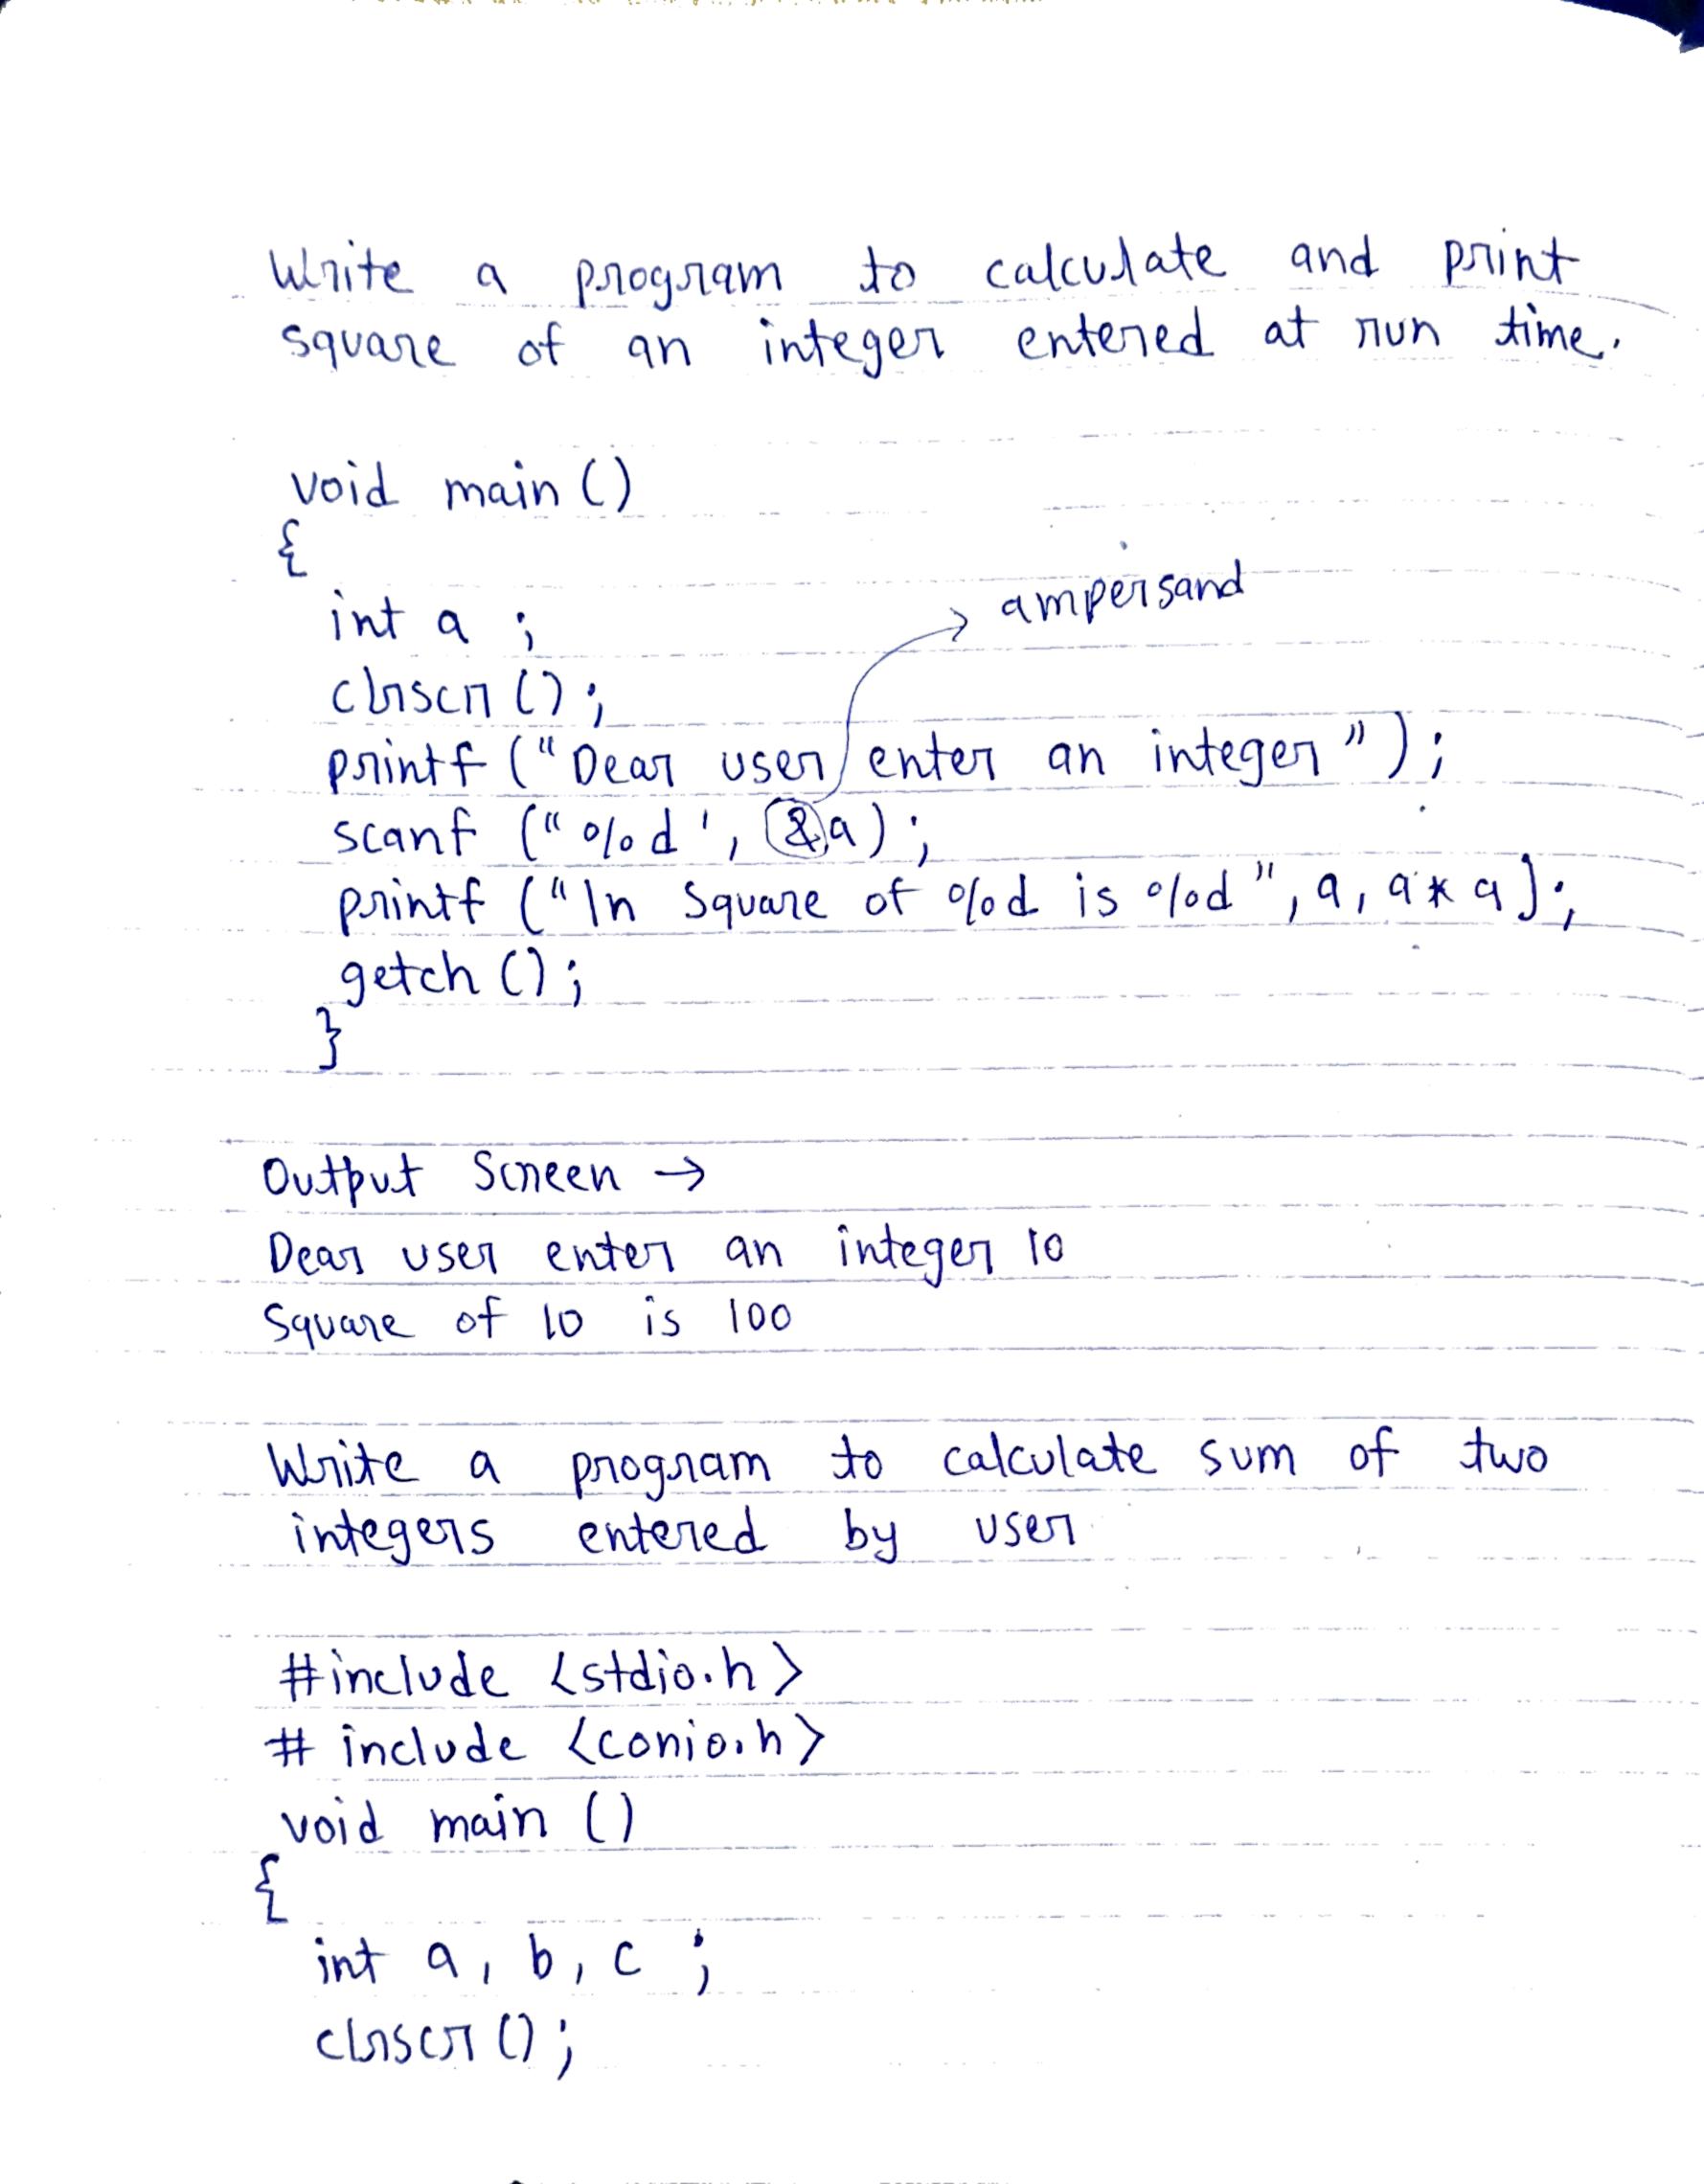 Write a program to calculate and print
square of an integer entered at run time.
void main ()
{
int a ;
ampersand
clrscr ();
printf ("Dear user enter an integer");
scanf ("%d', &a);
printf ("In Square of %d is %d", a, a*a);
getch ();
}
Output Screen →
Dear user enter an integer 10
Square of 10 is 100
Write a program to calculate sum of two
integers entered by user
#include <stdio.h>
# include <conio.h>
void main ()
{
int a, b, c ;
clrscr ();